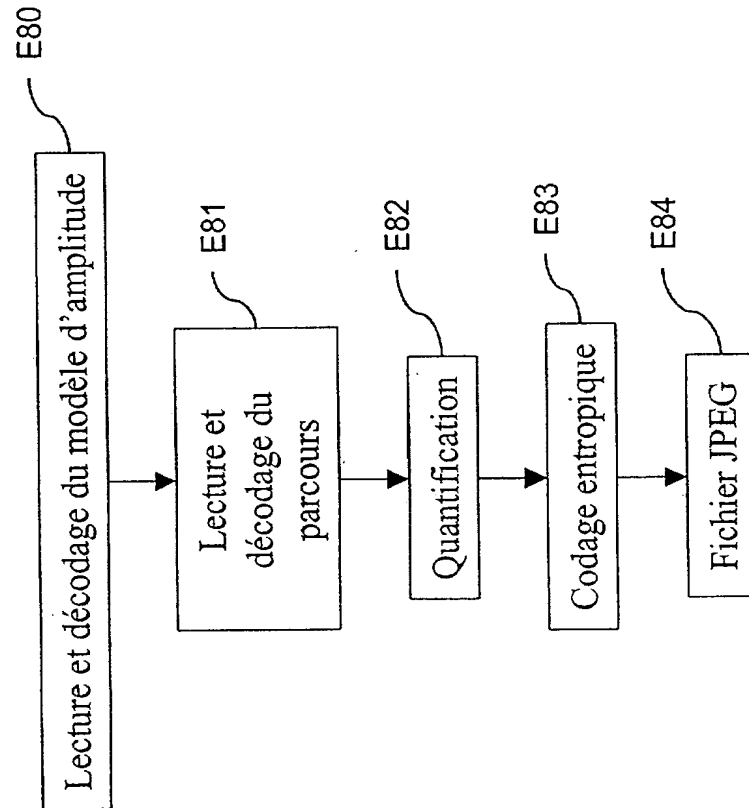 E80
Lecture et décodage du modèle d'amplitude
E81
Lecture et
décodage du
parcours
E82
Quantification
E83
Codage entropique
E84
Fichier JPEG